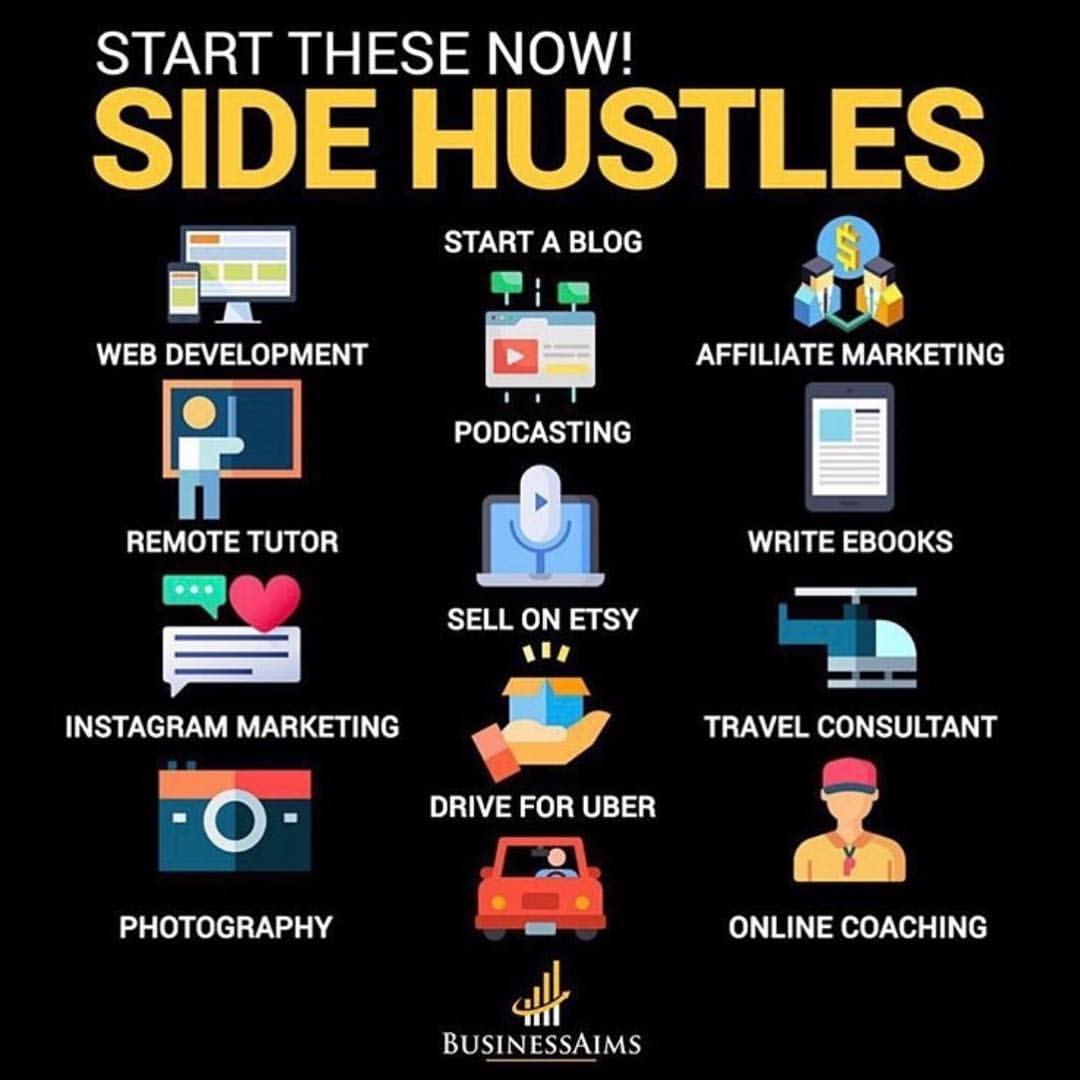 START THESE NOW!
SIDE HUSTLES
START A BLOG
WEB DEVELOPMENT
AFFILIATE MARKETING
PODCASTING
REMOTE TUTOR
WRITE EBOOKS
SELL ON ETSY
INSTAGRAM MARKETING
TRAVEL CONSULTANT
DRIVE FOR UBER
PHOTOGRAPHY
ONLINE COACHING
BUSINESSAIMS